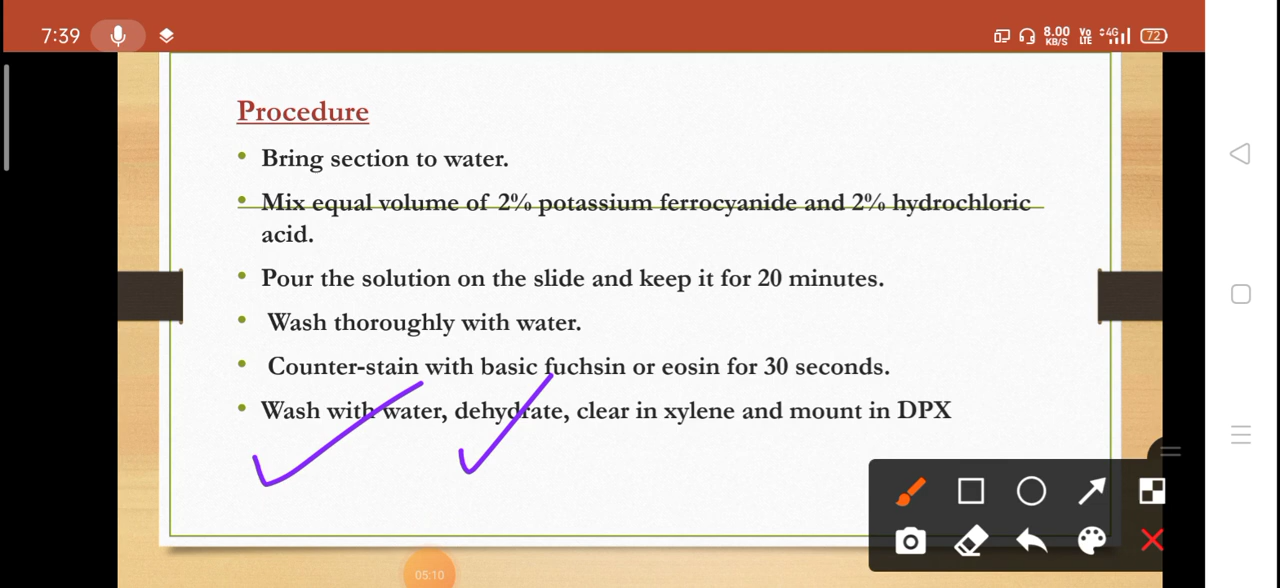 7:39
8.00
KB/S
Vo
LTE
4G
72
Procedure
• Bring section to water.
• Mix equal volume of 2% potassium ferrocyanide and 2% hydrochloric
acid.
• Pour the solution on the slide and keep it for 20 minutes.
• Wash thoroughly with water.
• Counter-stain with basic fuchsin or eosin for 30 seconds.
• Wash with water, dehydrate, clear in xylene and mount in DPX
05:10